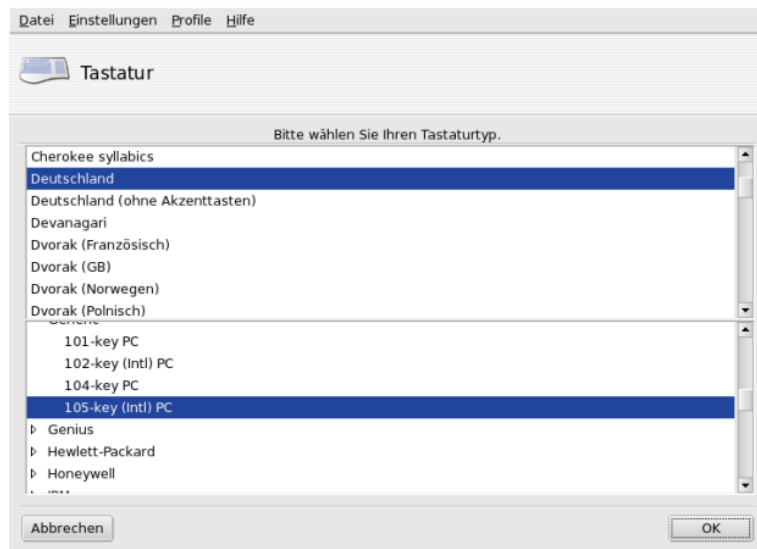 Datei Einstellungen Profile Hilfe
Tastatur
Bitte wählen Sie Ihren Tastaturtyp.
Cherokee syllabics
Deutschland
Deutschland (ohne Akzenttasten)
Devanagari
Dvorak (Französisch)
Dvorak (GB)
Dvorak (Norwegen)
Dvorak (Polnisch)
101-key PC
102-key (Intl) PC
104-key PC
105-key (Intl) PC
Genius
Hewlett-Packard
Honeywell
Abbrechen OK